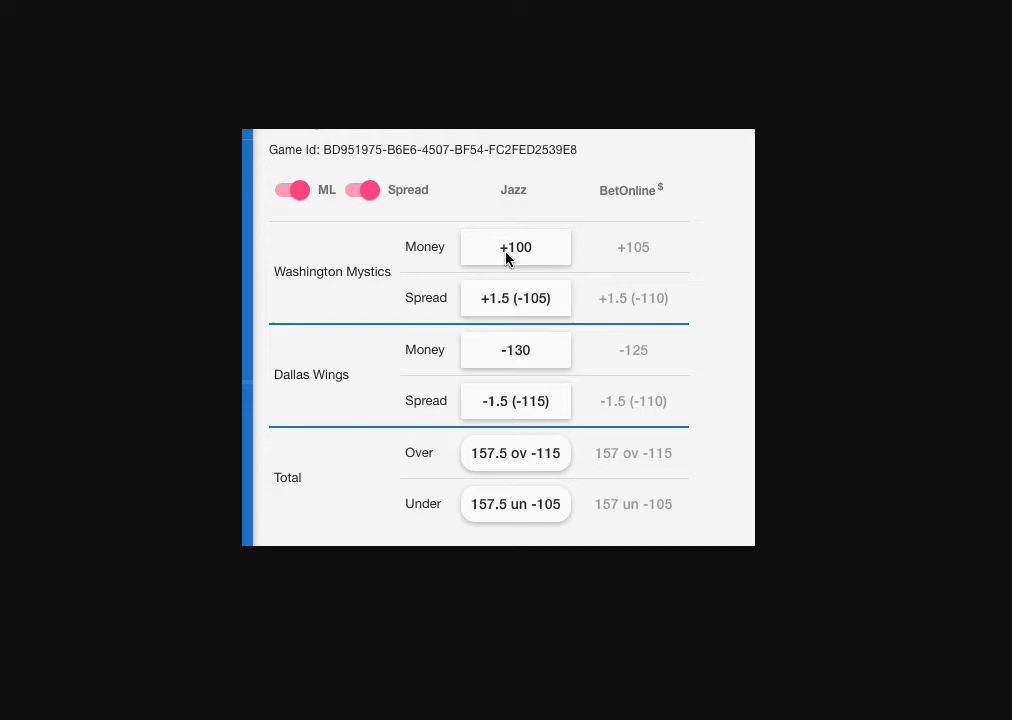 Game Id: BD951975-B6E6-4507-BF54-FC2FED2539E8
ML Spread Jazz BetOnline $
Washington Mystics
Money +100 +105
Spread +1.5 (-105) +1.5 (-110)
Dallas Wings
Money -130 -125
Spread -1.5 (-115) -1.5 (-110)
Total
Over 157.5 ov -115 157 ov -115
Under 157.5 un -105 157 un -105